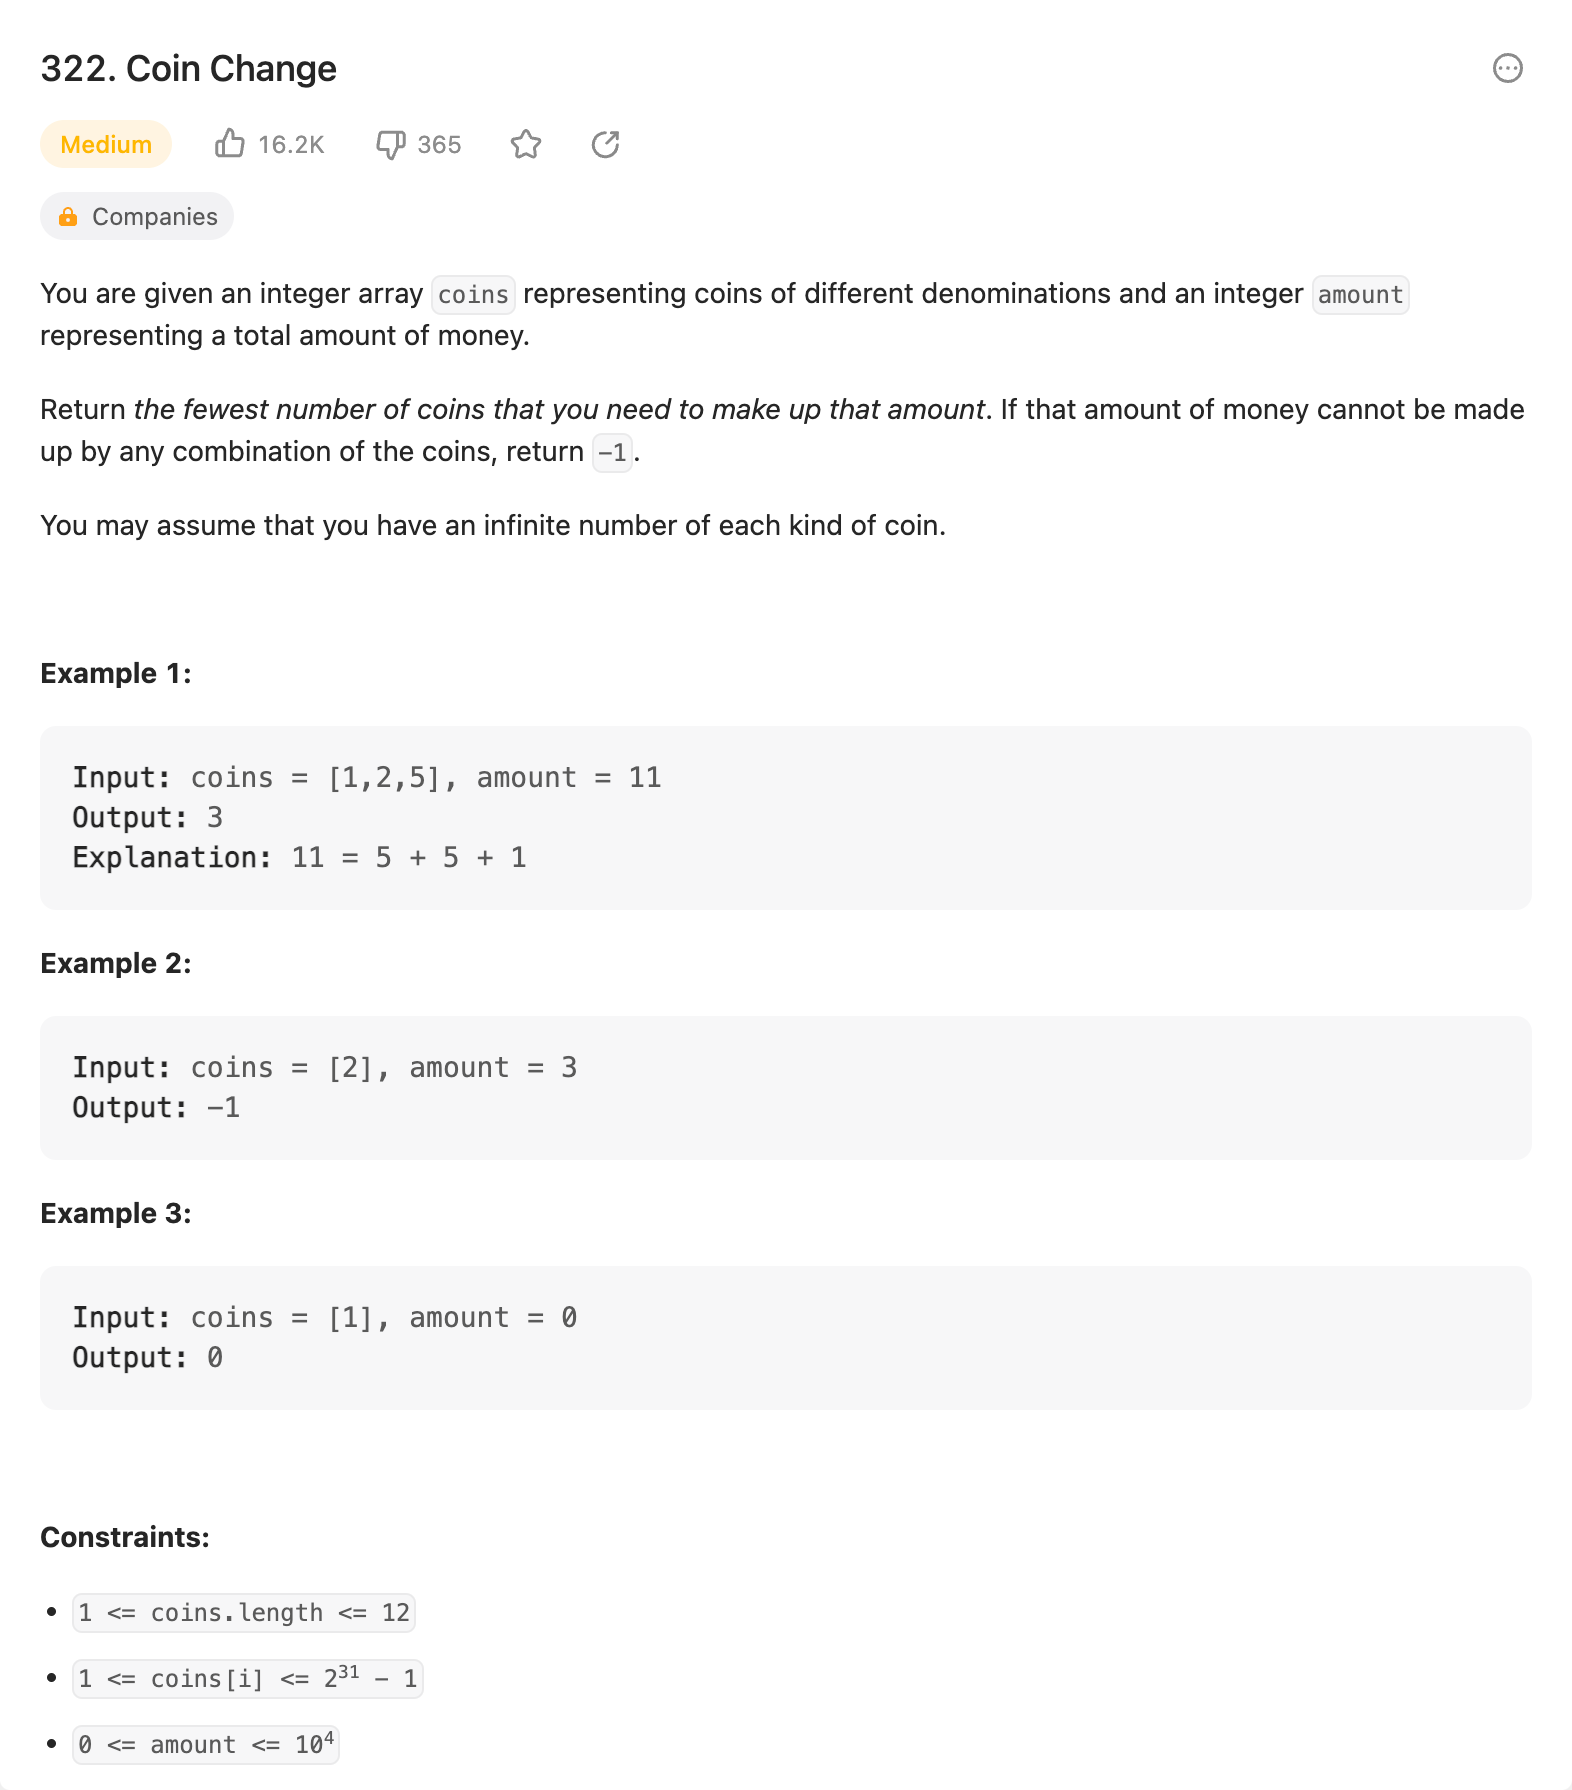 322. Coin Change
Medium 16.2K 365
Companies
You are given an integer array coins representing coins of different denominations and an integer amount
representing a total amount of money.
Return the fewest number of coins that you need to make up that amount. If that amount of money cannot be made
up by any combination of the coins, return -1.
You may assume that you have an infinite number of each kind of coin.
Example 1:
Input: coins = [1,2,5], amount = 11
Output: 3
Explanation: 11 = 5 + 5 + 1
Example 2:
Input: coins = [2], amount = 3
Output: -1
Example 3:
Input: coins = [1], amount = 0
Output: 0
Constraints:
• 1 <= coins.length <= 12
• 1 <= coins[i] <= 2³¹ - 1
• 0 <= amount <= 10⁴